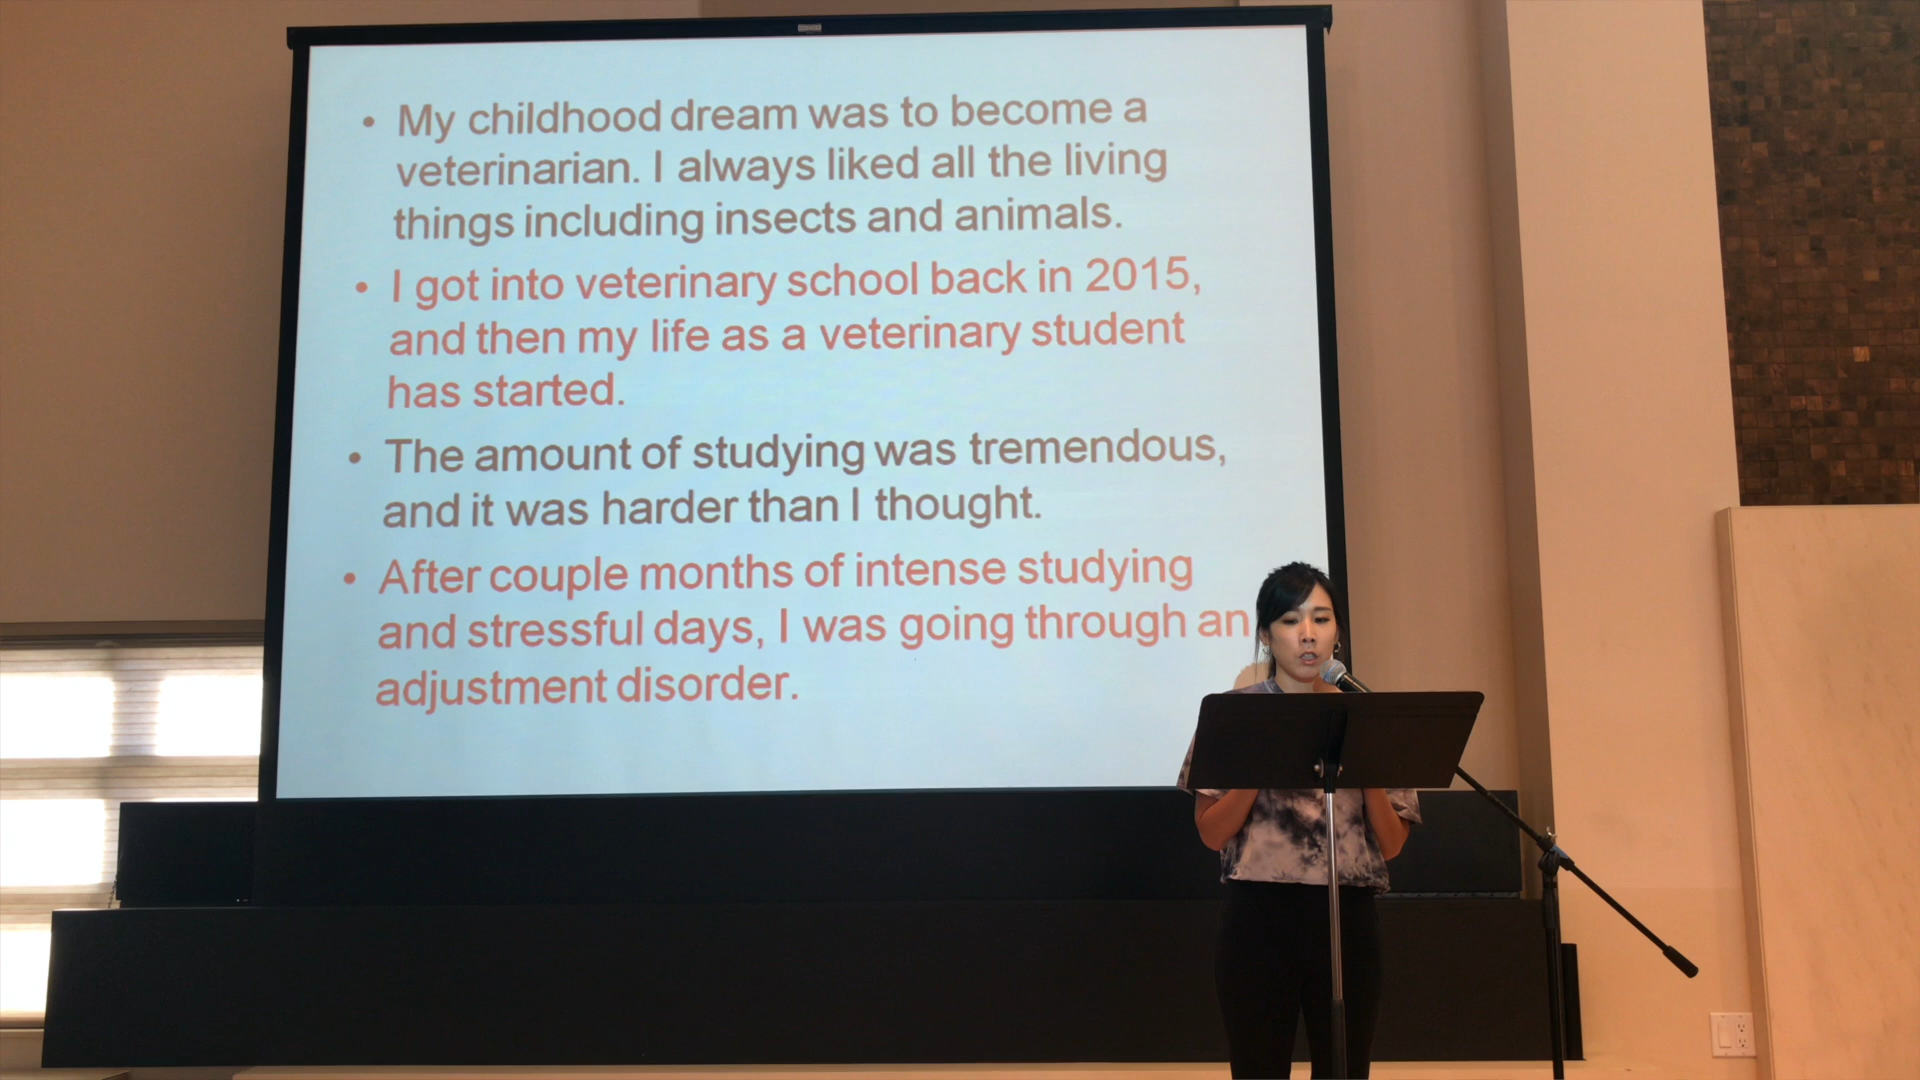 • My childhood dream was to become a
veterinarian. I always liked all the living
things including insects and animals.
• I got into veterinary school back in 2015,
and then my life as a veterinary student
has started.
• The amount of studying was tremendous,
and it was harder than I thought.
• After couple months of intense studying
and stressful days, I was going through an
adjustment disorder.